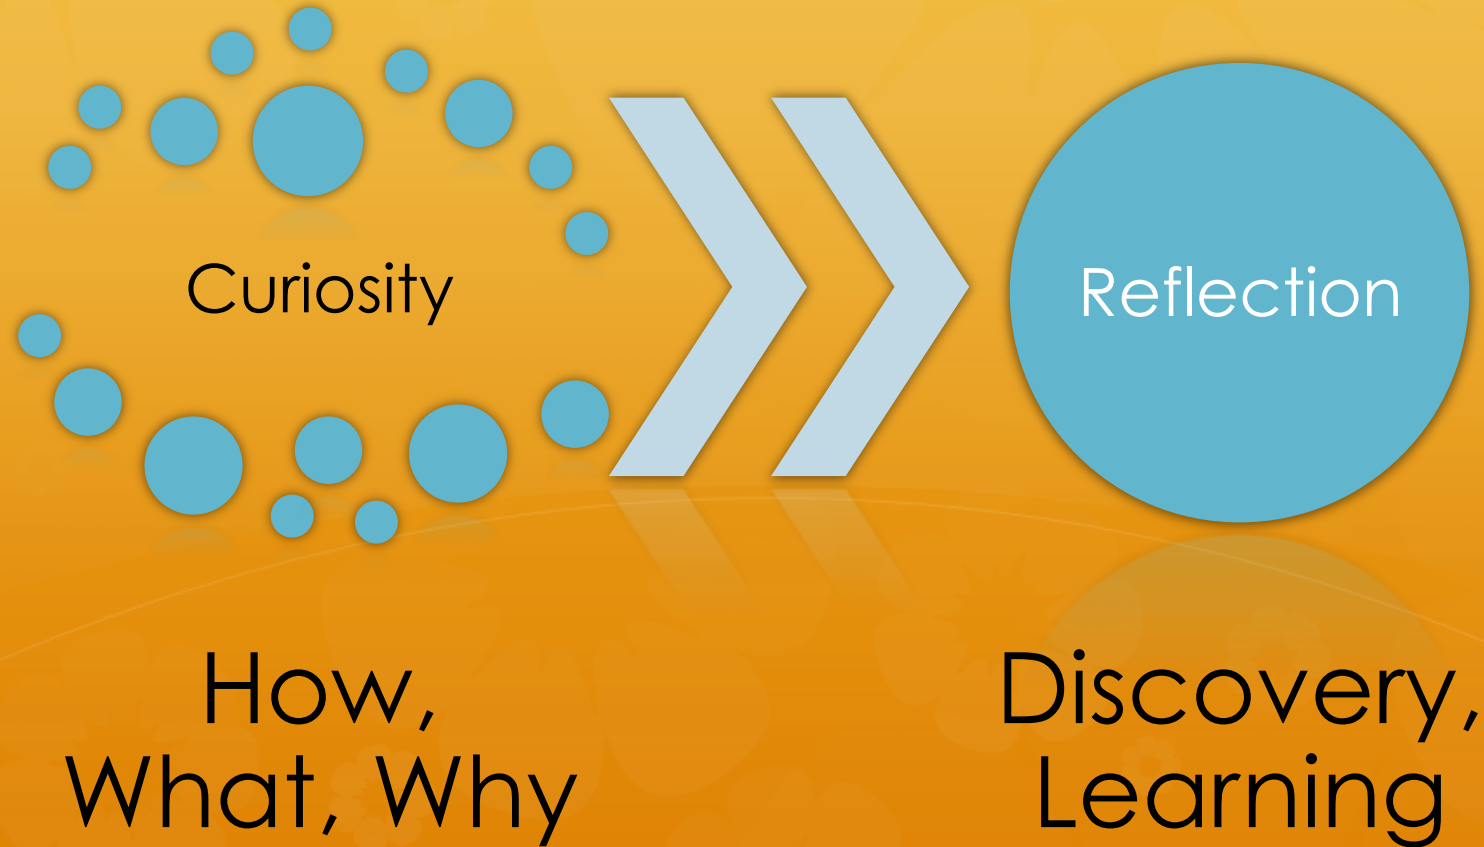 Curiosity
Reflection
How,
What, Why
Discovery,
Learning